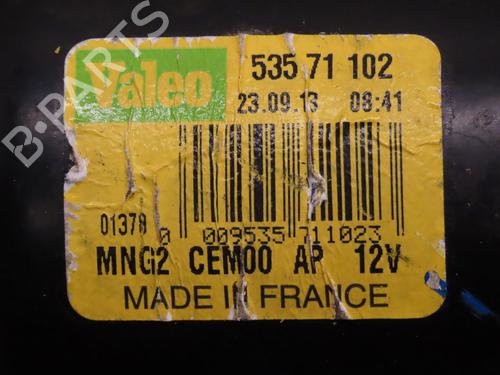 Valeo
535 71 102
23.09.13 08:41
B-PARTS
01378
0 009535 711023
MNG2 CEM00 AP 12V
MADE IN FRANCE